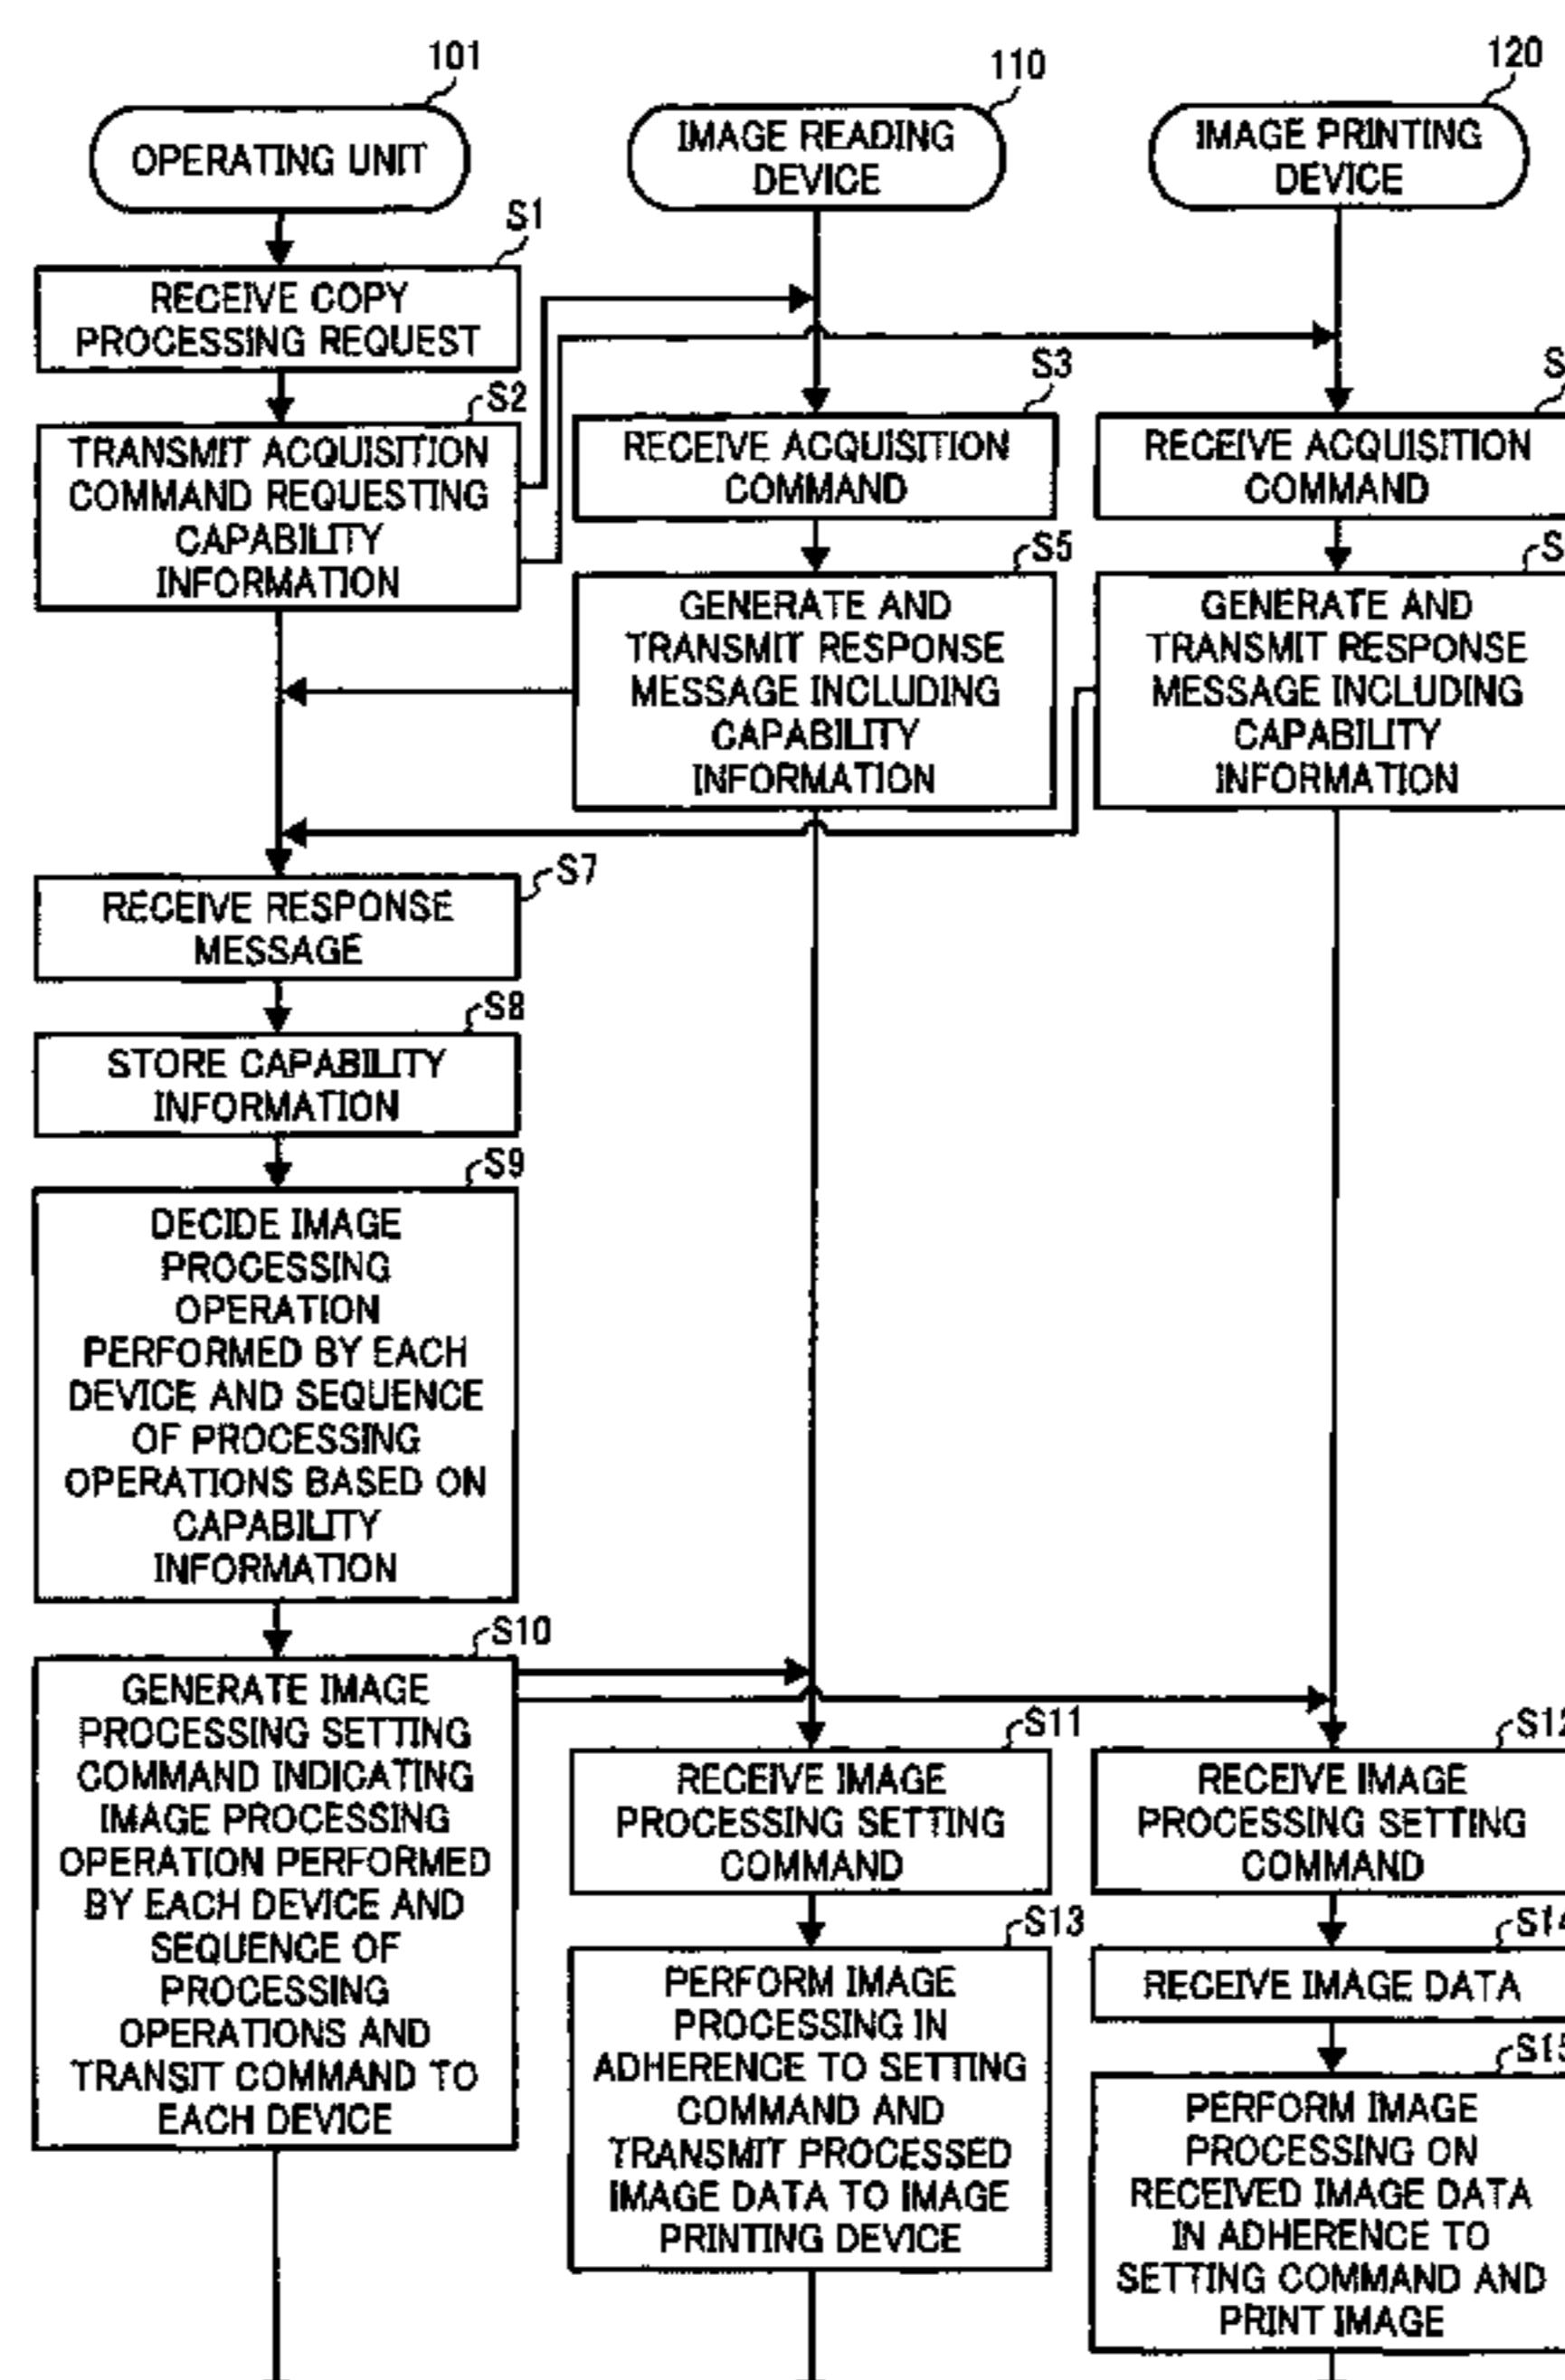 101
OPERATING UNIT
110
IMAGE READING
DEVICE
120
IMAGE PRINTING
DEVICE
S1
RECEIVE COPY
PROCESSING REQUEST
S2
TRANSMIT ACQUISITION
COMMAND REQUESTING
CAPABILITY
INFORMATION
S3
RECEIVE ACQUISITION
COMMAND
S
RECEIVE ACQUISITION
COMMAND
S5
GENERATE AND
TRANSMIT RESPONSE
MESSAGE INCLUDING
CAPABILITY
INFORMATION
S
GENERATE AND
TRANSMIT RESPONSE
MESSAGE INCLUDING
CAPABILITY
INFORMATION
S7
RECEIVE RESPONSE
MESSAGE
S8
STORE CAPABILITY
INFORMATION
S9
DECIDE IMAGE
PROCESSING
OPERATION
PERFORMED BY EACH
DEVICE AND SEQUENCE
OF PROCESSING
OPERATIONS BASED ON
CAPABILITY
INFORMATION
S10
GENERATE IMAGE
PROCESSING SETTING
COMMAND INDICATING
IMAGE PROCESSING
OPERATION PERFORMED
BY EACH DEVICE AND
SEQUENCE OF
PROCESSING
OPERATIONS AND
TRANSIT COMMAND TO
EACH DEVICE
S11
RECEIVE IMAGE
PROCESSING SETTING
COMMAND
S12
RECEIVE IMAGE
PROCESSING SETTING
COMMAND
S13
PERFORM IMAGE
PROCESSING IN
ADHERENCE TO SETTING
COMMAND AND
TRANSMIT PROCESSED
IMAGE DATA TO IMAGE
PRINTING DEVICE
S14
RECEIVE IMAGE DATA
S15
PERFORM IMAGE
PROCESSING ON
RECEIVED IMAGE DATA
IN ADHERENCE TO
SETTING COMMAND AND
PRINT IMAGE